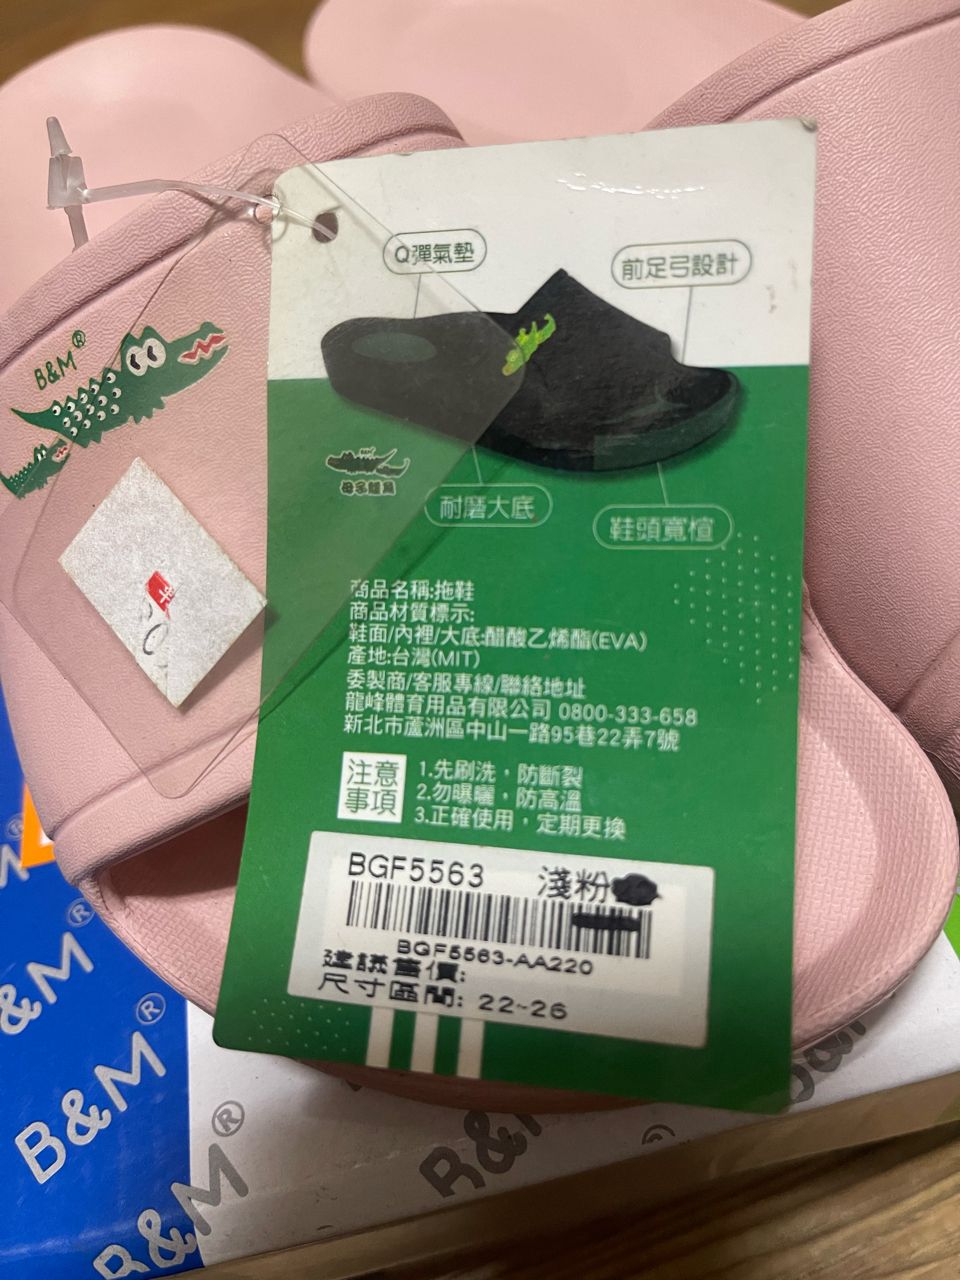 Q彈氣墊
前足弓設計
B&M®
母子鱷魚
耐磨大底
鞋頭寬楦
商品名稱:拖鞋
商品材質標示:
鞋面/內裡/大底:醋酸乙烯酯(EVA)
產地:台灣(MIT)
委製商/客服專線/聯絡地址
龍峰體育用品有限公司 0800-333-658
新北市蘆洲區中山一路95巷22弄7號
注意事項
1.先刷洗，防斷裂
2.勿曝曬，防高溫
3.正確使用，定期更換
BGF5563 淺粉
BGF5563-AA220
建議售價:
尺寸區間: 22~26
&M®
B&M®
B&M®